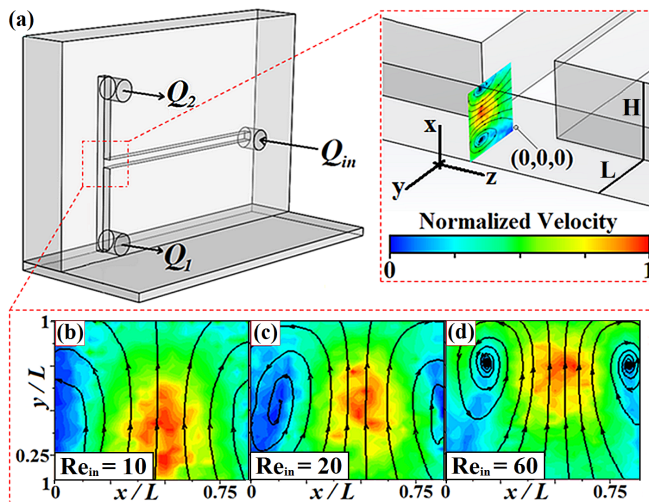 (a)
Q2
Qin
Q1
H
L
x
y
z
(0,0,0)
Normalized Velocity
0
1
(b)
(c)
(d)
1
y / L
0.25
1
Rein = 10
Rein = 20
Rein = 60
0
x / L
0.75
0
x / L
0.75
0
x / L
0.75